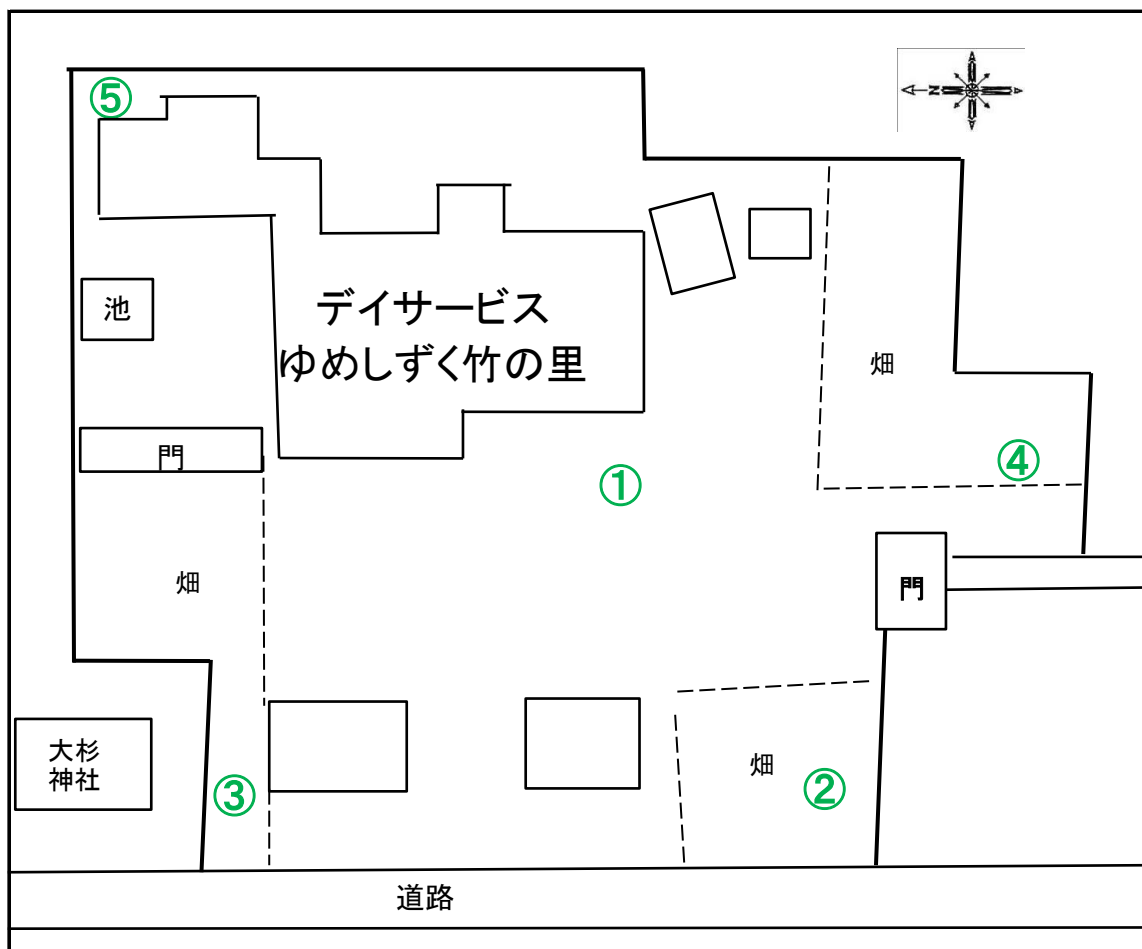 ⑤
N
池
デイサービス
ゆめしずく竹の里
畑
門
①
④
畑
門
大杉
神社
③
畑
②
道路